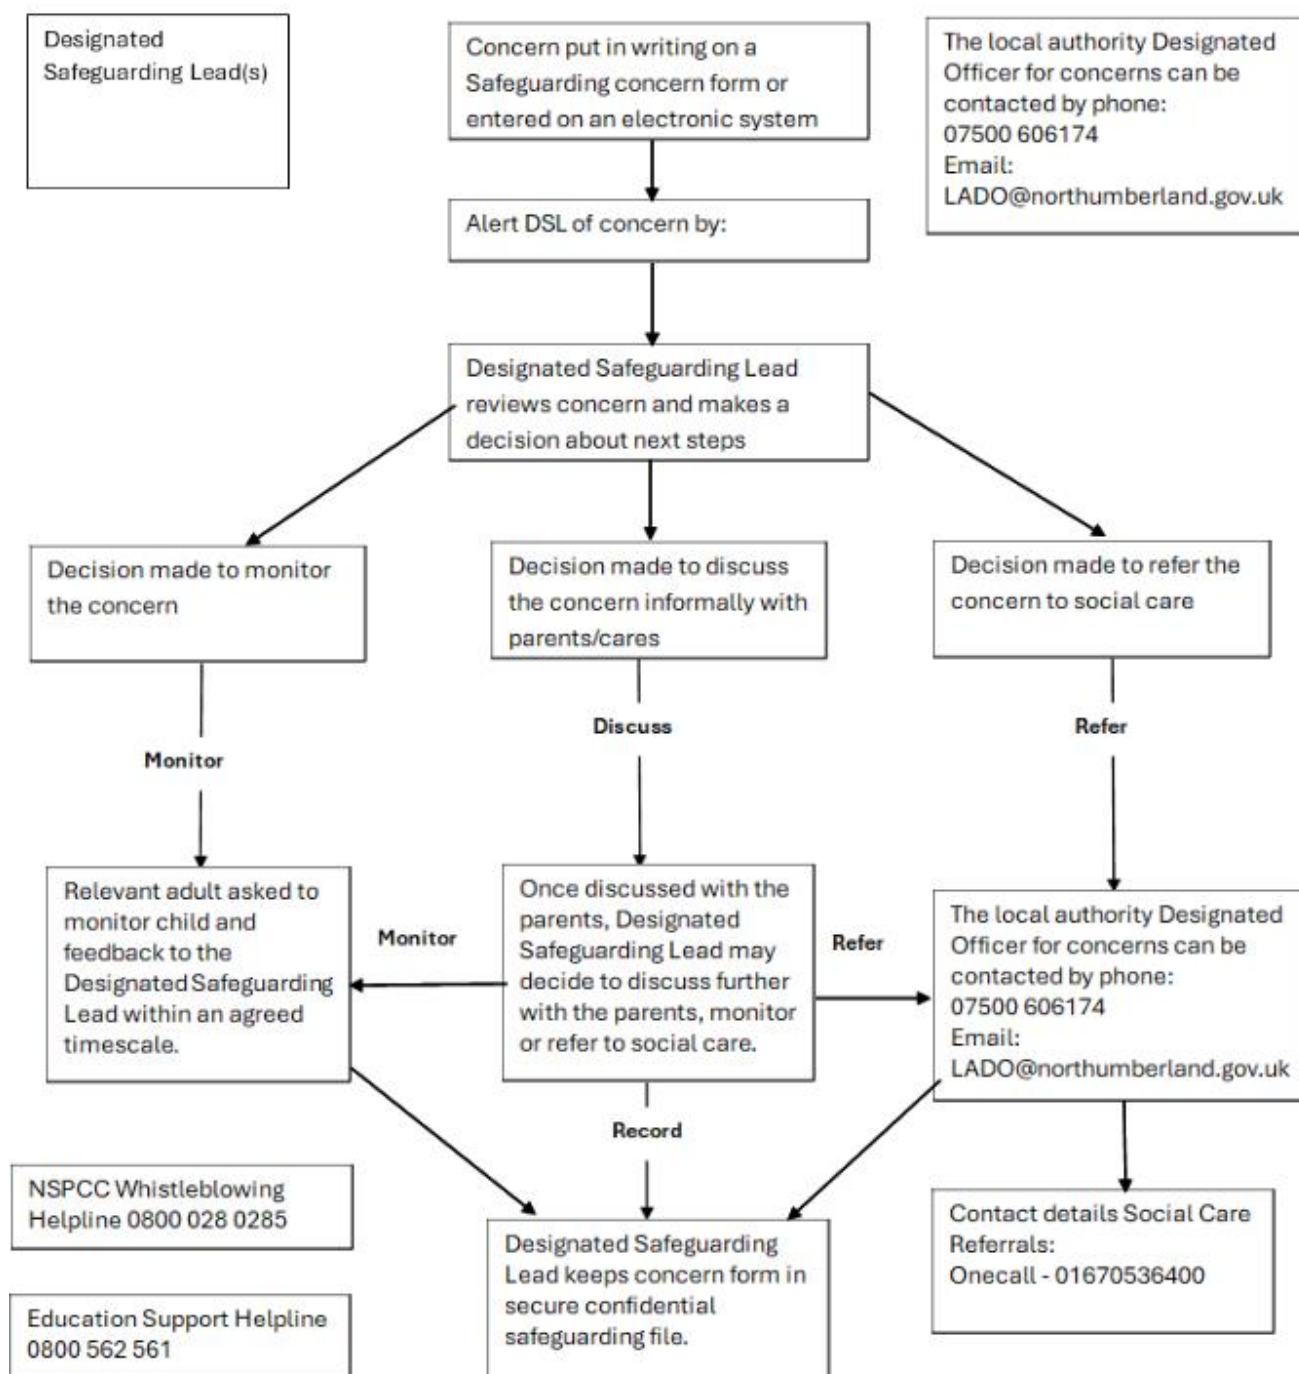 Designated
Safeguarding Lead(s)
Concern put in writing on a
Safeguarding concern form or
entered on an electronic system
The local authority Designated
Officer for concerns can be
contacted by phone:
07500 606174
Email:
LADO@northumberland.gov.uk
Alert DSL of concern by:
Designated Safeguarding Lead
reviews concern and makes a
decision about next steps
Decision made to monitor
the concern
Decision made to discuss
the concern informally with
parents/cares
Decision made to refer the
concern to social care
Monitor
Discuss
Refer
Relevant adult asked to
monitor child and
feedback to the
Designated Safeguarding
Lead within an agreed
timescale.
Monitor
Once discussed with the
parents, Designated
Safeguarding Lead may
decide to discuss further
with the parents, monitor
or refer to social care.
Refer
The local authority Designated
Officer for concerns can be
contacted by phone:
07500 606174
Email:
LADO@northumberland.gov.uk
Record
NSPCC Whistleblowing
Helpline 0800 028 0285
Education Support Helpline
0800 562 561
Designated Safeguarding
Lead keeps concern form in
secure confidential
safeguarding file.
Contact details Social Care
Referrals:
Onecall - 01670536400